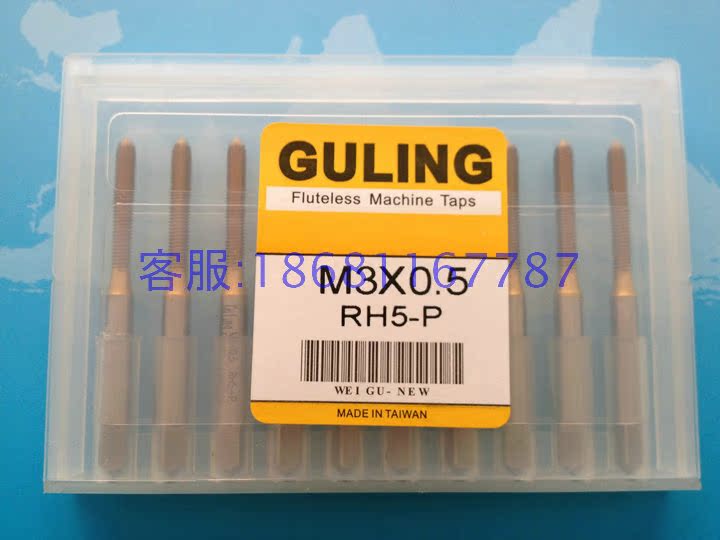 GULING
Fluteless Machine Taps
客服:18681167787
M3X0.5
RH5-P
WEI GU- NEW
MADE IN TAIWAN